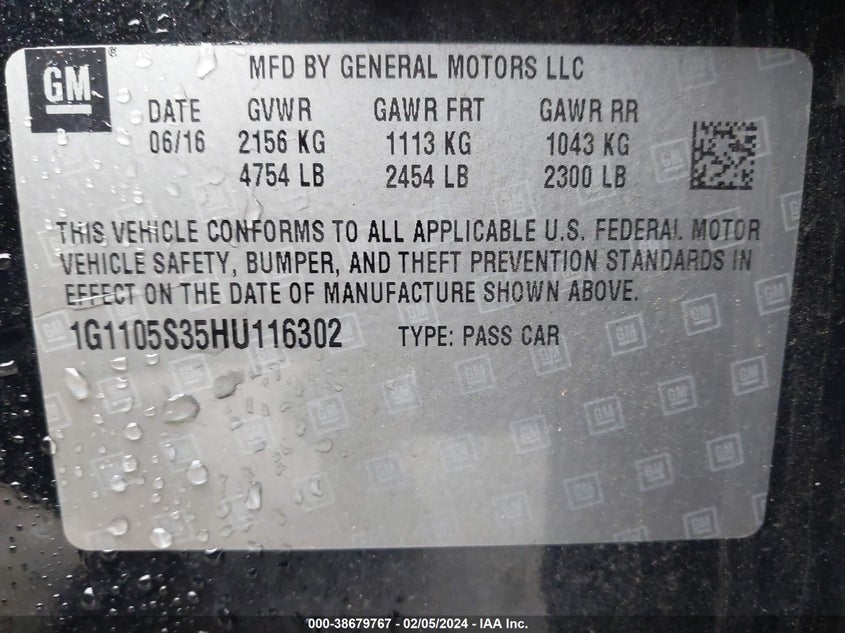 GM ®
MFD BY GENERAL MOTORS LLC
DATE GVWR GAWR FRT GAWR RR
06/16 2156 KG 1113 KG 1043 KG
4754 LB 2454 LB 2300 LB
THIS VEHICLE CONFORMS TO ALL APPLICABLE U.S. FEDERAL MOTOR
VEHICLE SAFETY, BUMPER, AND THEFT PREVENTION STANDARDS IN
EFFECT ON THE DATE OF MANUFACTURE SHOWN ABOVE.
1G1105S35HU116302 TYPE: PASS CAR
000-38679767 - 02/05/2024 - IAA Inc.